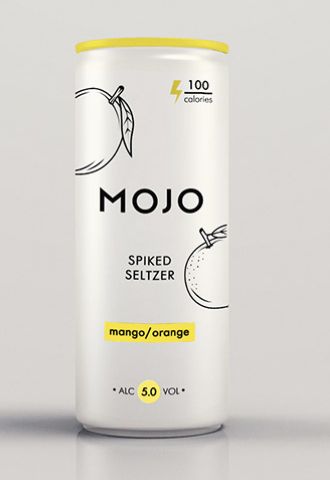 100
calories
MOJO
SPIKED
SELTZER
mango/orange
• ALC 5.0 VOL •